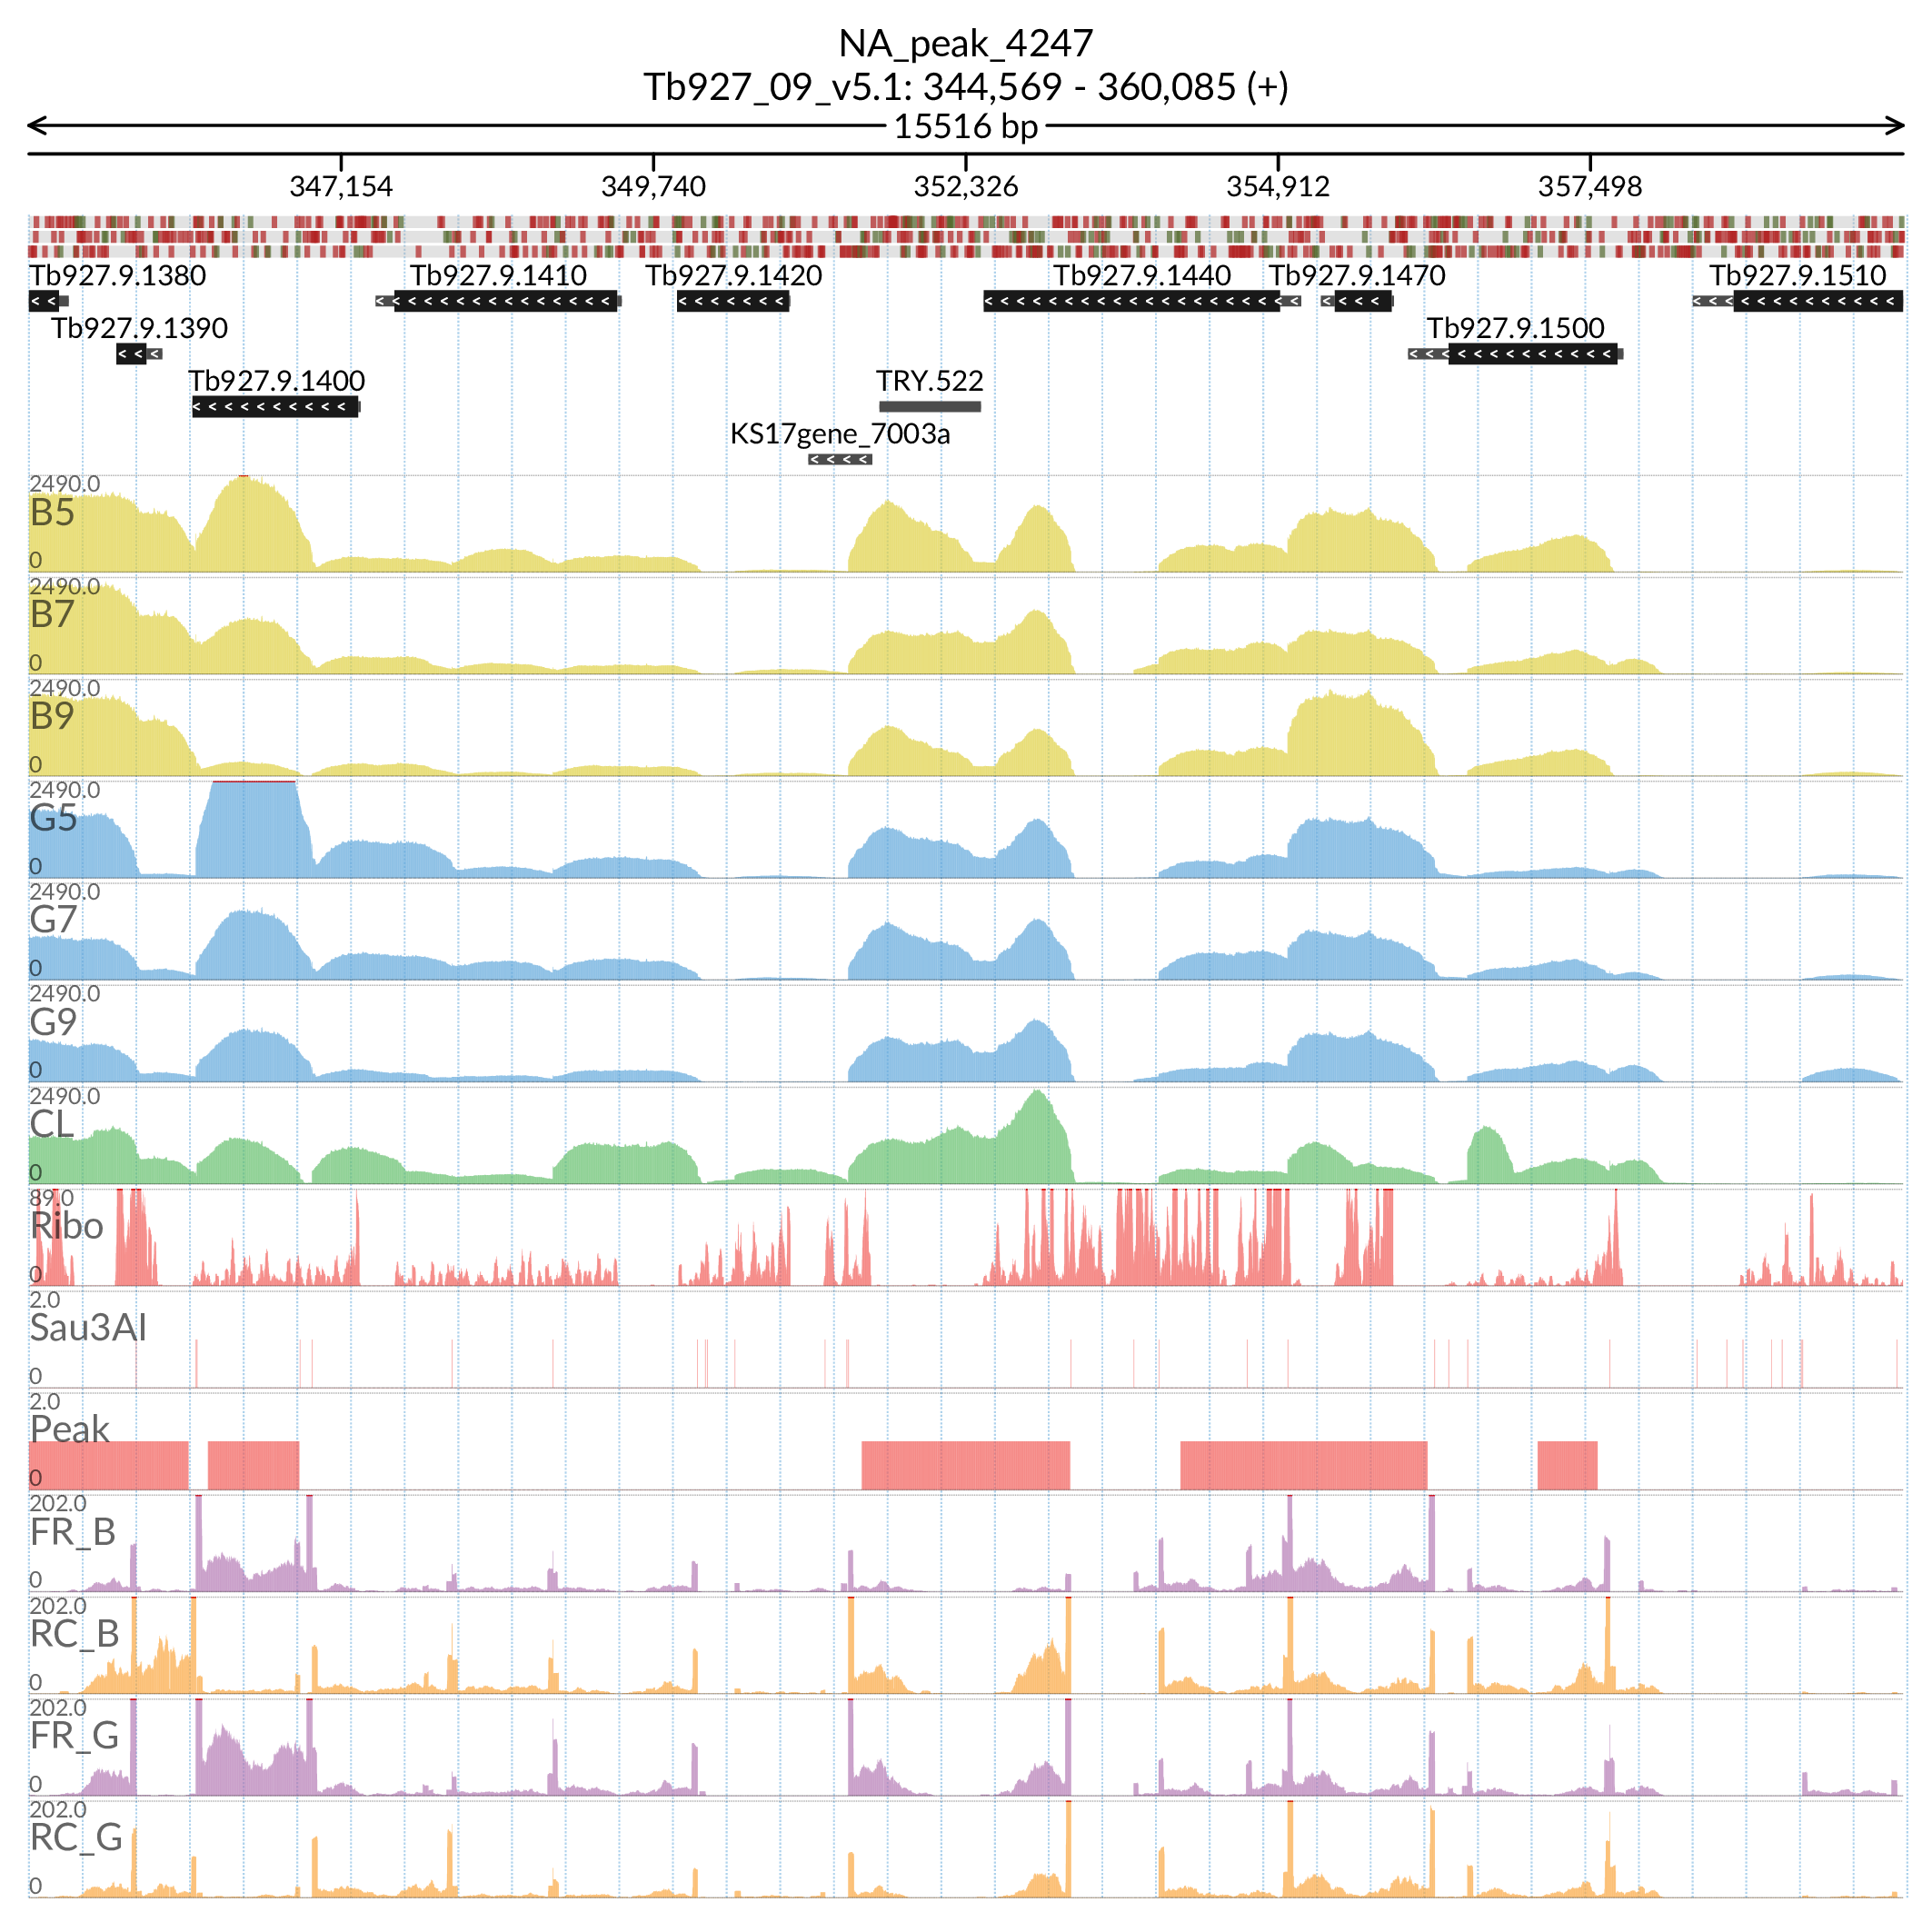 NA_peak_4247
Tb927_09_v5.1: 344,569 - 360,085 (+)
15516 bp
347,154 349,740 352,326 354,912 357,498
Tb927.9.1380 Tb927.9.1410 Tb927.9.1420 Tb927.9.1440 Tb927.9.1470 Tb927.9.1510
Tb927.9.1390 Tb927.9.1500
Tb927.9.1400 TRY.522
KS17gene_7003a
2490.0
B5
0
2490.0
B7
0
2490.0
B9
0
2490.0
G5
0
2490.0
G7
0
2490.0
G9
0
2490.0
CL
0
89.0
Ribo
0
2.0
Sau3AI
0
2.0
Peak
0
202.0
FR_B
0
202.0
RC_B
0
202.0
FR_G
0
202.0
RC_G
0